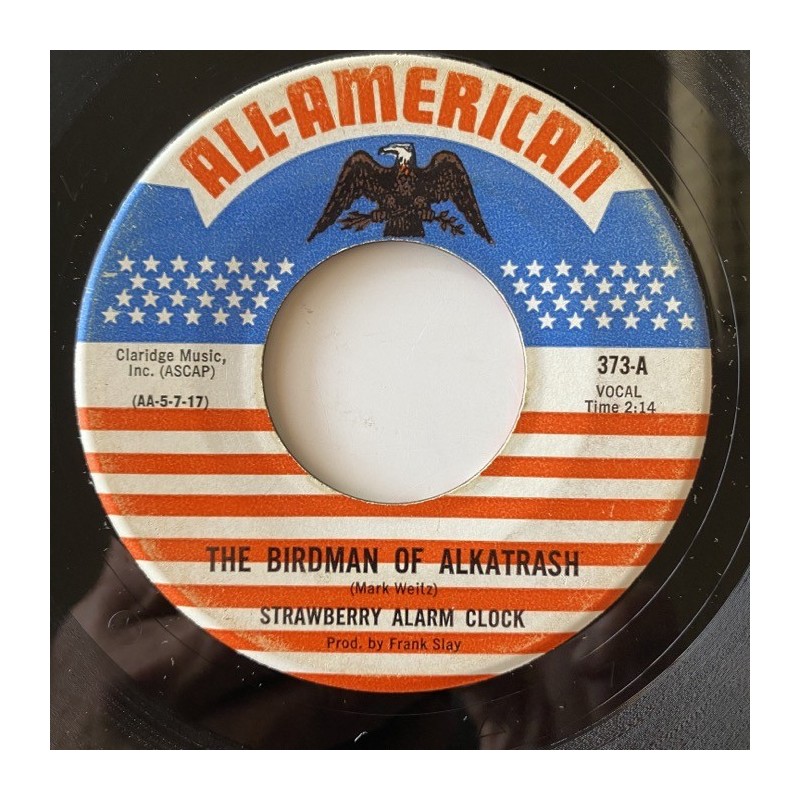 ALL-AMERICAN
Claridge Music,
Inc. (ASCAP)
(AA-5-7-17)
373-A
VOCAL
Time 2:14
THE BIRDMAN OF ALKATRASH
(Mark Weitz)
STRAWBERRY ALARM CLOCK
Prod. by Frank Slay